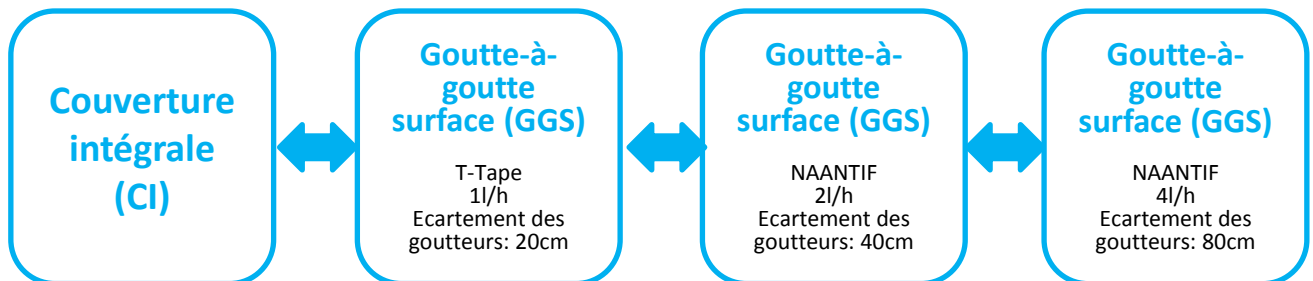 Couverture
intégrale
(CI)
Goutte-à-
goutte
surface (GGS)
T-Tape
1l/h
Ecartement des
goutteurs: 20cm
Goutte-à-
goutte
surface (GGS)
NAANTIF
2l/h
Ecartement des
goutteurs: 40cm
Goutte-à-
goutte
surface (GGS)
NAANTIF
4l/h
Ecartement des
goutteurs: 80cm